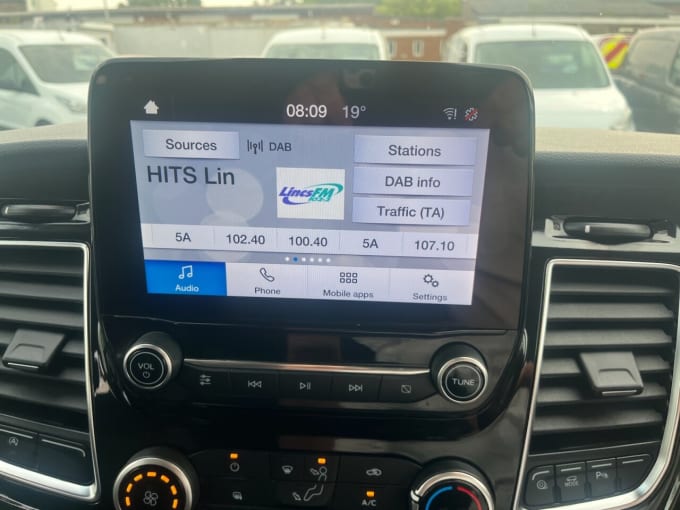 08:09 19°
Sources DAB
Stations
HITS Lin
LincsFM
DAB info
Traffic (TA)
5A 102.40 100.40 5A 107.10
Audio Phone Mobile apps Settings
VOL
TUNE
A/C
MODE